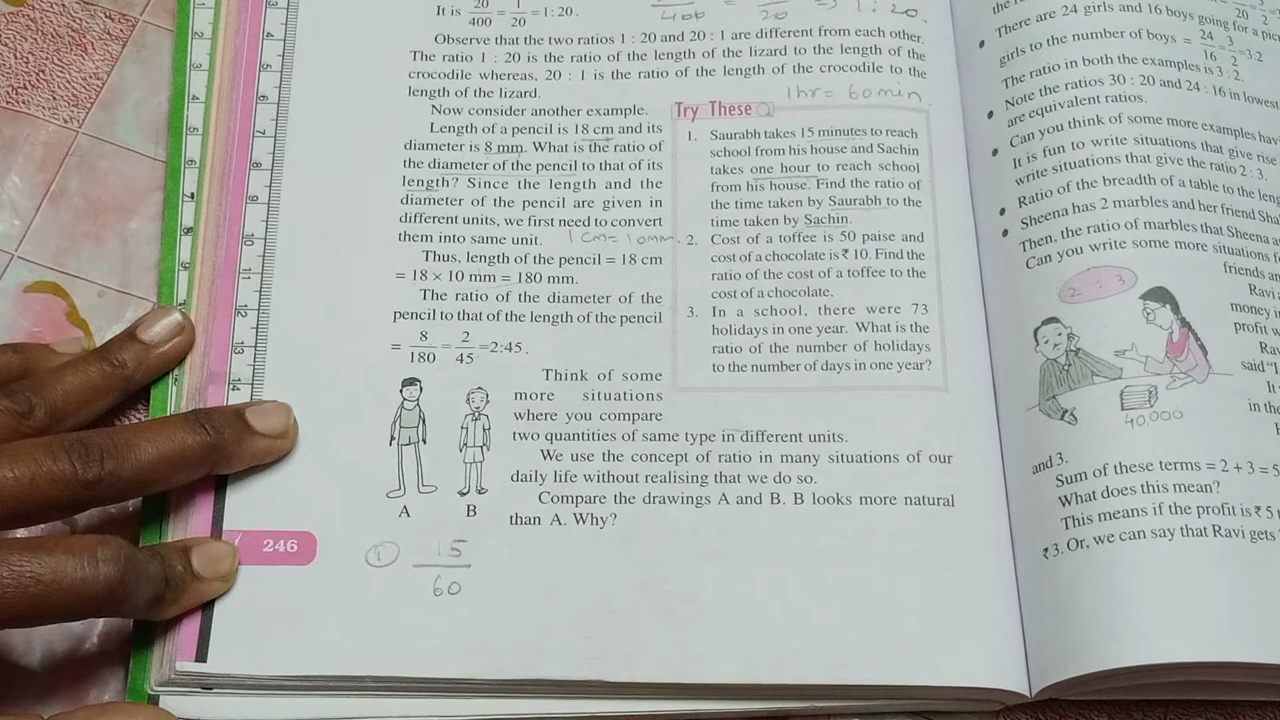 It is 20/400 = 1/20 = 1 : 20.
400 = 20 ⇒ 1 : 20.
Observe that the two ratios 1 : 20 and 20 : 1 are different from each other.
The ratio 1 : 20 is the ratio of the length of the lizard to the length of the
crocodile whereas, 20 : 1 is the ratio of the length of the crocodile to the
length of the lizard.
1hr = 60 min
Now consider another example.
Length of a pencil is 18 cm and its
diameter is 8 mm. What is the ratio of
the diameter of the pencil to that of its
length? Since the length and the
diameter of the pencil are given in
different units, we first need to convert
them into same unit. 1 cm = 10mm.
Thus, length of the pencil = 18 cm
= 18 × 10 mm = 180 mm.
The ratio of the diameter of the
pencil to that of the length of the pencil
= 8/180 = 2/45 = 2:45.
Try These
1. Saurabh takes 15 minutes to reach
school from his house and Sachin
takes one hour to reach school
from his house. Find the ratio of
the time taken by Saurabh to the
time taken by Sachin.
2. Cost of a toffee is 50 paise and
cost of a chocolate is ₹ 10. Find the
ratio of the cost of a toffee to the
cost of a chocolate.
3. In a school, there were 73
holidays in one year. What is the
ratio of the number of holidays
to the number of days in one year?
Think of some
more situations
where you compare
two quantities of same type in different units.
We use the concept of ratio in many situations of our
daily life without realising that we do so.
Compare the drawings A and B. B looks more natural
than A. Why?
A B
246
① 15/60
There are 24 girls and 16 boys going for a
girls to the number of boys = 24/16 = 3/2 = 3:2
The ratio in both the examples is 3 : 2.
• Note the ratios 30 : 20 and 24 : 16 in lowest
are equivalent ratios.
• Can you think of some more examples
It is fun to write situations that give rise
write situations that give the ratio 2 : 3.
• Ratio of the breadth of a table to the
• Sheena has 2 marbles and her friend
Then, the ratio of marbles that Sheena
Can you write some more situations
friends
2 : 3
Ravi
money
profit
said
It
in
40,000
and 3.
Sum of these terms = 2 + 3 =
What does this mean?
This means if the profit is ₹ 5
₹ 3. Or, we can say that Ravi gets